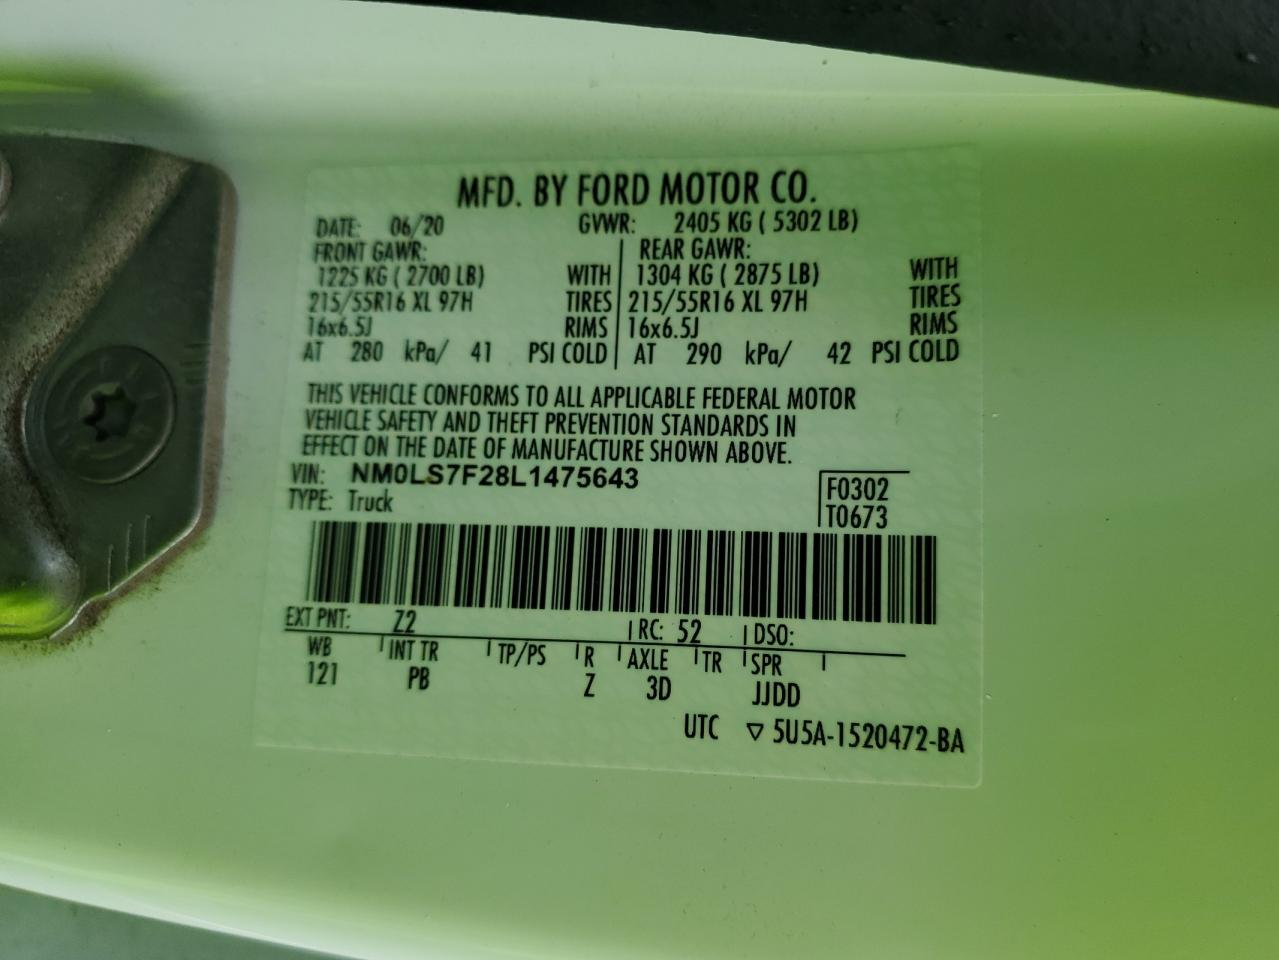 MFD. BY FORD MOTOR CO.
DATE: 06/20 GVWR: 2405 KG ( 5302 LB)
FRONT GAWR: REAR GAWR:
1225 KG ( 2700 LB) WITH 1304 KG ( 2875 LB) WITH
215/55R16 XL 97H TIRES 215/55R16 XL 97H TIRES
16x6.5J RIMS 16x6.5J RIMS
AT 280 kPa/ 41 PSI COLD AT 290 kPa/ 42 PSI COLD
THIS VEHICLE CONFORMS TO ALL APPLICABLE FEDERAL MOTOR
VEHICLE SAFETY AND THEFT PREVENTION STANDARDS IN
EFFECT ON THE DATE OF MANUFACTURE SHOWN ABOVE.
VIN: NM0LS7F28L1475643 F0302
TYPE: Truck T0673
EXT PNT: Z2 RC: 52 DSO:
WB INT TR TP/PS R AXLE TR SPR
121 PB Z 3D JJDD
UTC ▽ 5U5A-1520472-BA